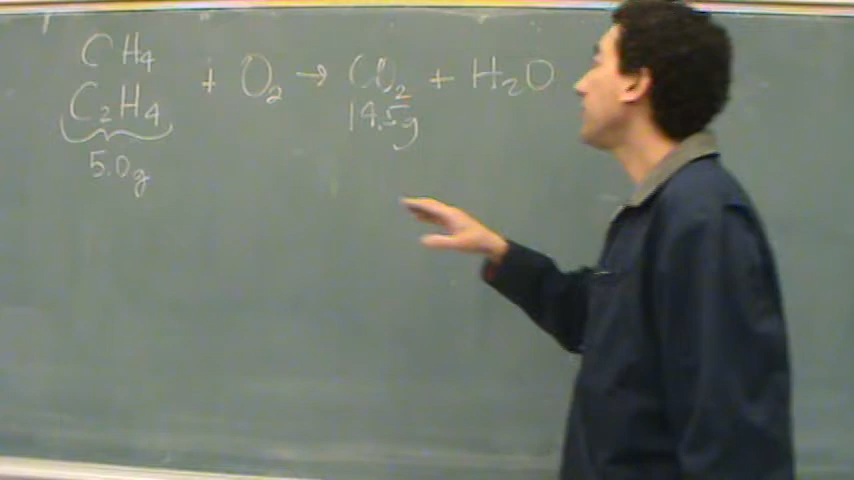 CH4
C2H4 + O2 → CO2 + H2O
5.0g 14.5g